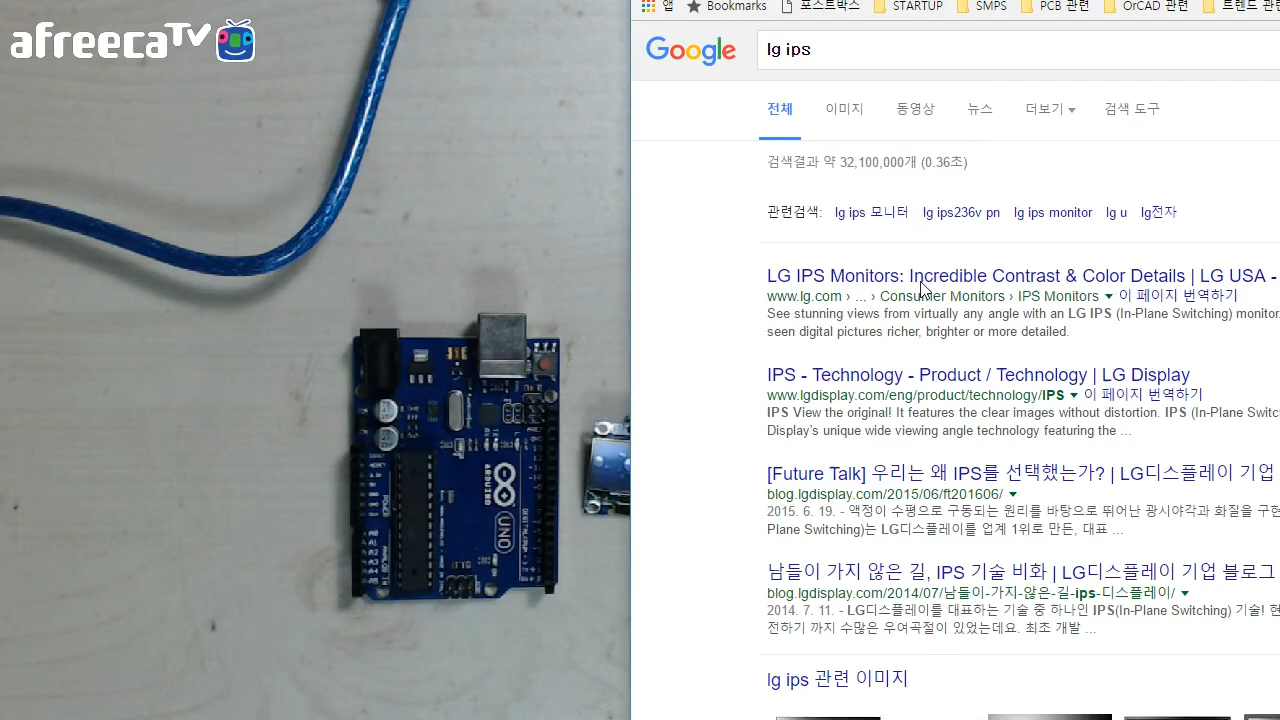 afreecaTV
앱
Bookmarks
포스트박스
STARTUP
SMPS
PCB 관련
OrCAD 관련
트렌드 관련
Google
lg ips
전체
이미지
동영상
뉴스
더보기
검색 도구
검색결과 약 32,100,000개 (0.36초)
관련검색: lg ips 모니터 lg ips236v pn lg ips monitor lg u lg전자
LG IPS Monitors: Incredible Contrast & Color Details | LG USA -
www.lg.com › ... › Consumer Monitors › IPS Monitors ▼ 이 페이지 번역하기
See stunning views from virtually any angle with an LG IPS (In-Plane Switching) monitor.
seen digital pictures richer, brighter or more detailed.
IPS - Technology - Product / Technology | LG Display
www.lgdisplay.com/eng/product/technology/IPS ▼ 이 페이지 번역하기
IPS View the original! It features the clear images without distortion. IPS (In-Plane Switc
Display's unique wide viewing angle technology featuring the ...
[Future Talk] 우리는 왜 IPS를 선택했는가? | LG디스플레이 기업
blog.lgdisplay.com/2015/06/ft201606/ ▼
2015. 6. 19. - 액정이 수평으로 구동되는 원리를 바탕으로 뛰어난 광시야각과 화질을 구현
Plane Switching)는 LG디스플레이를 업계 1위로 만든, 대표 ...
남들이 가지 않은 길, IPS 기술 비화 | LG디스플레이 기업 블로그
blog.lgdisplay.com/2014/07/남들이-가지-않은-길-ips-디스플레이/ ▼
2014. 7. 11. - LG디스플레이를 대표하는 기술 중 하나인 IPS(In-Plane Switching) 기술! 현
전하기 까지 수많은 우여곡절이 있었는데요. 최초 개발 ...
lg ips 관련 이미지
ARDUINO
UNO
POWER
ANALOG IN
A0
A1
A2
A3
A4
A5